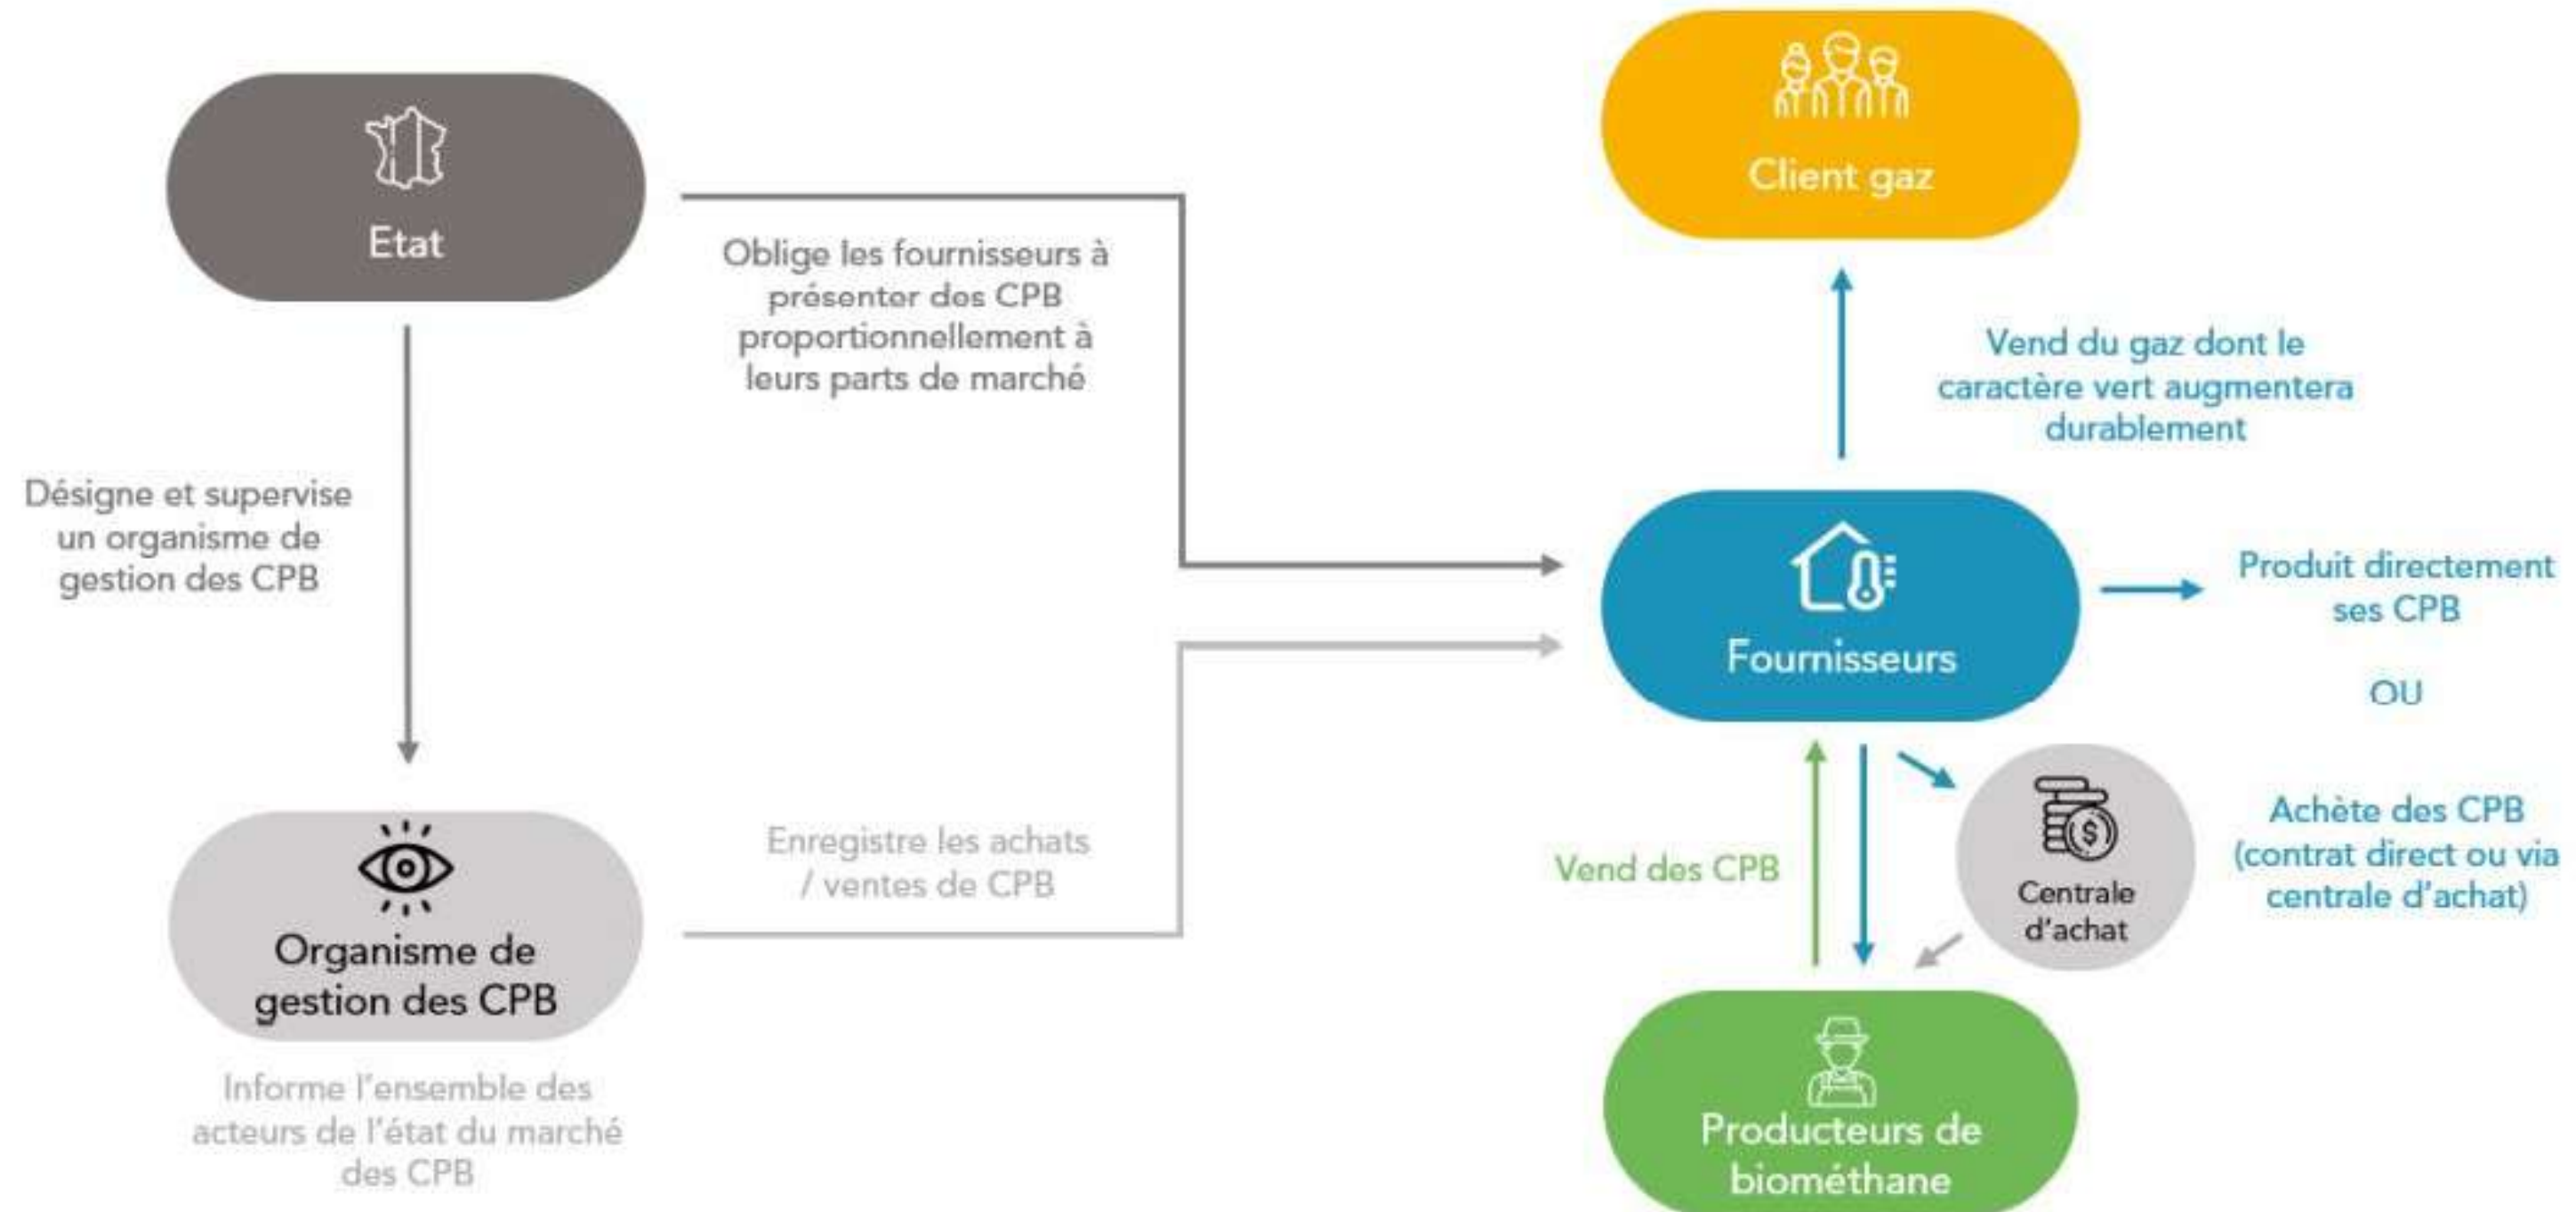 Etat
Oblige les fournisseurs à
présenter des CPB
proportionnellement à
leurs parts de marché
Désigne et supervise
un organisme de
gestion des CPB
Organisme de
gestion des CPB
Informe l'ensemble des
acteurs de l'état du marché
des CPB
Enregistre les achats
/ ventes de CPB
Client gaz
Vend du gaz dont le
caractère vert augmentera
durablement
Fournisseurs
Produit directement
ses CPB
OU
Achète des CPB
(contrat direct ou via
centrale d'achat)
Vend des CPB
Centrale
d'achat
Producteurs de
biométhane